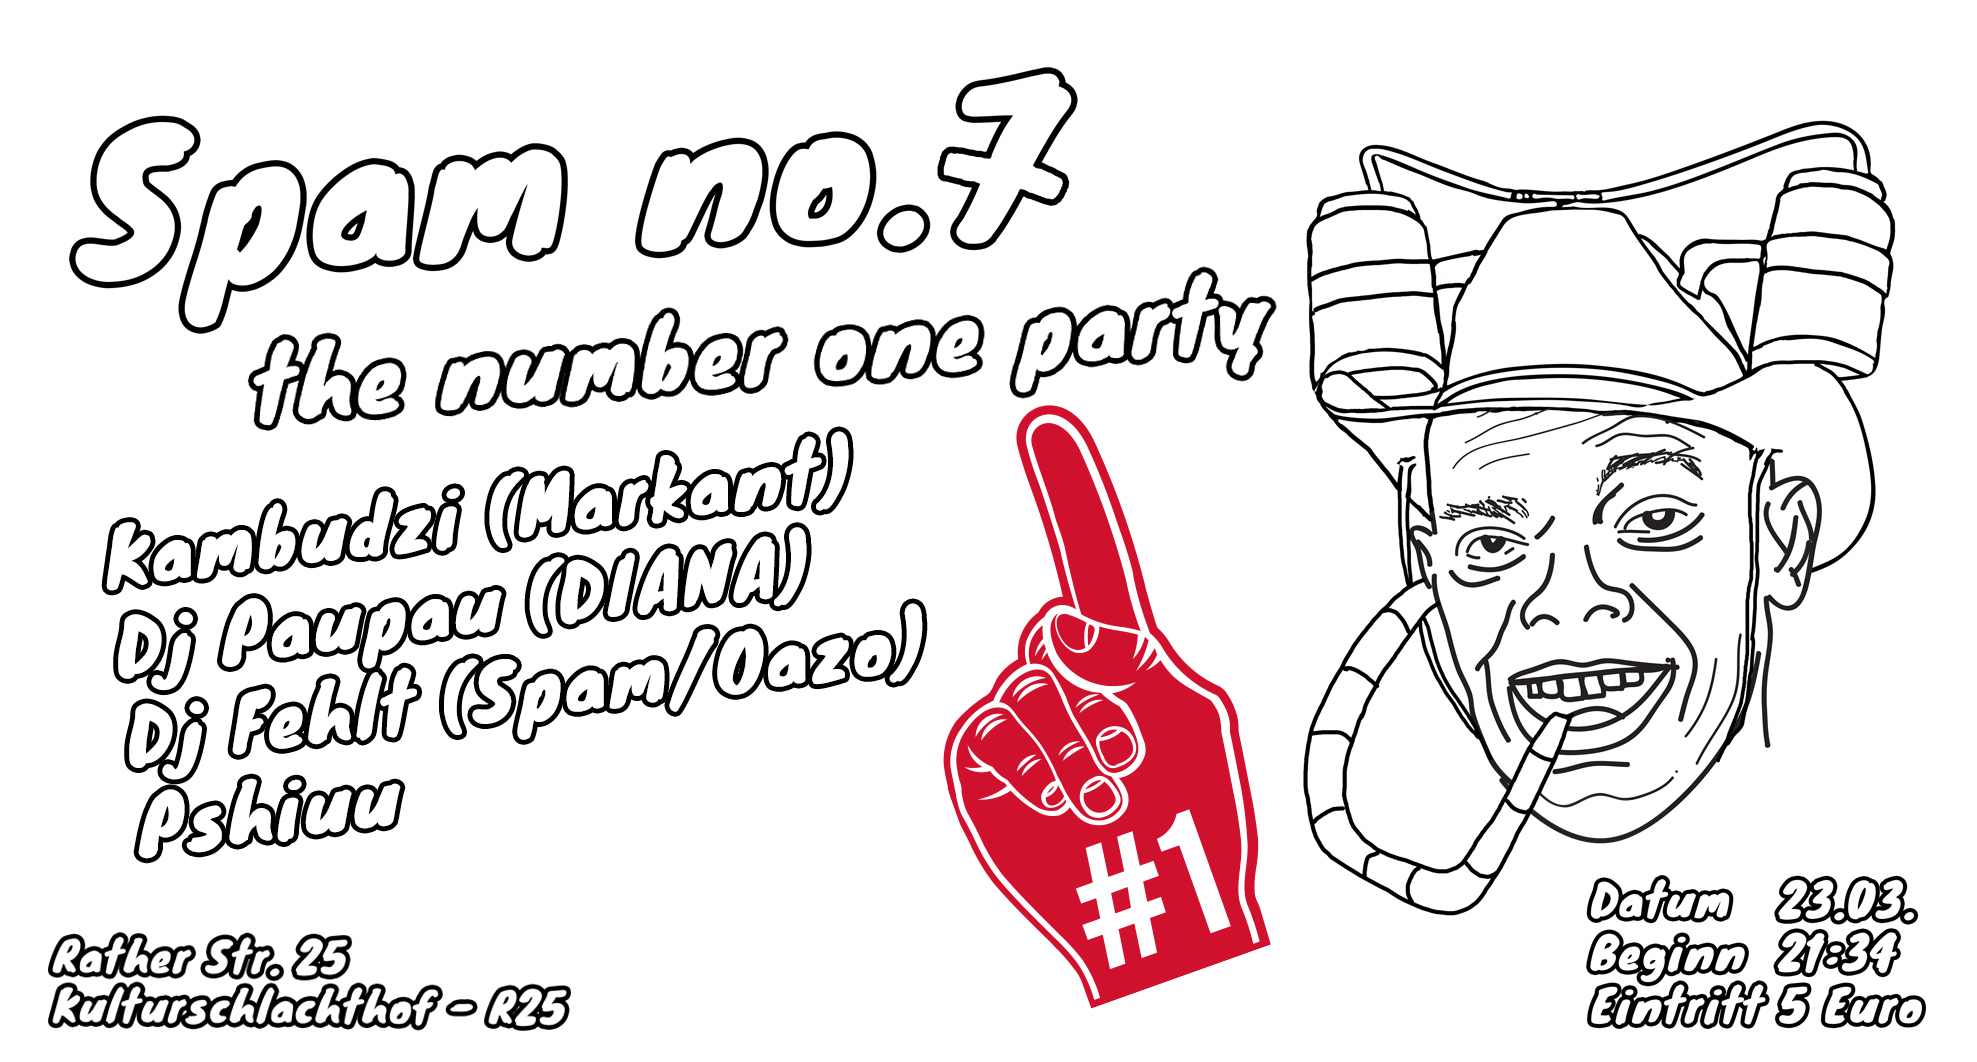 Spam no.7
the number one party
Kambudzi (Markant)
Dj Paupau (DIANA)
Dj Fehlt (Spam/Oazo)
Pshiuu
#1
Rather Str. 25
Kulturschlachthof - R25
Datum 23.03.
Beginn 21:34
Eintritt 5 Euro